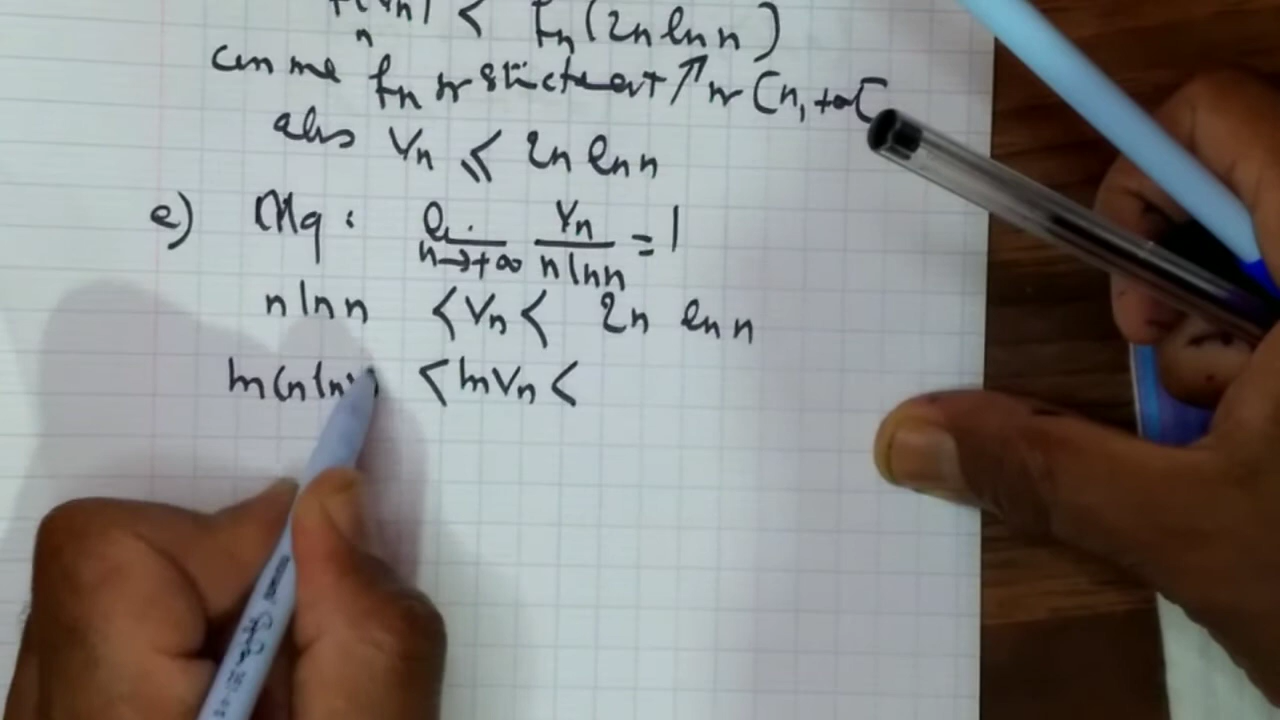 < fn(2n ln n)
comme fn est strictement ↗ sur [n, +∞[
alors Vn ≤ 2n ln n
e) Mq : lim n→+∞ Vn / n ln n = 1
n ln n < Vn < 2n ln n
ln(n ln n) < ln Vn <